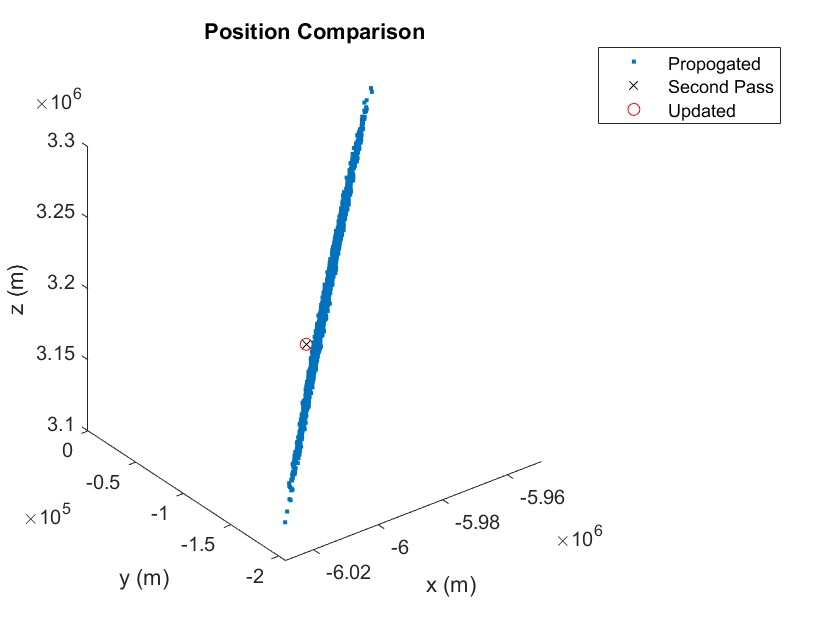 Position Comparison
Propogated
Second Pass
Updated
×10^6
3.3
3.25
3.2
3.15
3.1
z (m)
0
-0.5
-1
-1.5
-2
×10^5
y (m)
-6.02
-6
-5.98
-5.96
×10^6
x (m)